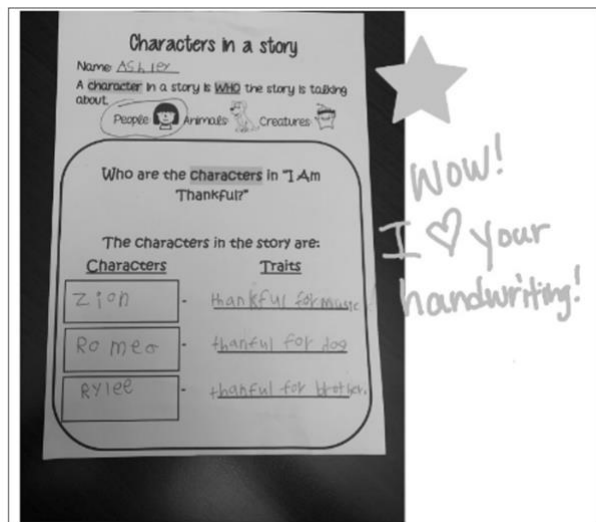 Characters in a story
Name Ashley
A character in a story is WHO the story is talking
about.
People Animals Creatures
Who are the characters in "I Am
Thankful?"
The characters in the story are:
Characters Traits
Zion - thankful for music
Romeo - thanful for dog
RYlee - thanful for brother.
Wow!
I ♡ your
handwriting!